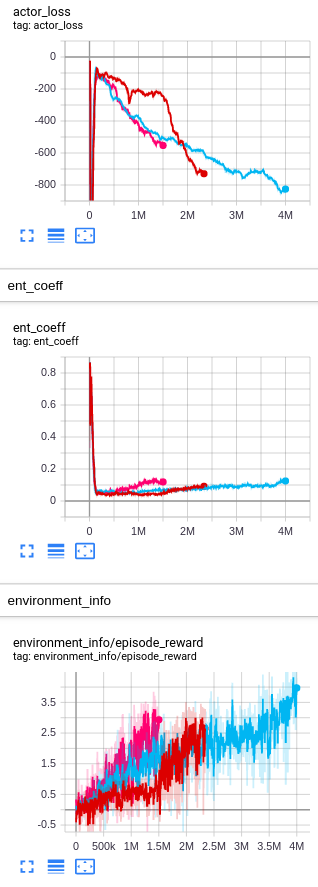 actor_loss
tag: actor_loss
0
-200
-400
-600
-800
0 1M 2M 3M 4M
ent_coeff
ent_coeff
tag: ent_coeff
0.8
0.6
0.4
0.2
0
0 1M 2M 3M 4M
environment_info
environment_info/episode_reward
tag: environment_info/episode_reward
3.5
2.5
1.5
0.5
-0.5
0 500k 1M 1.5M 2M 2.5M 3M 3.5M 4M